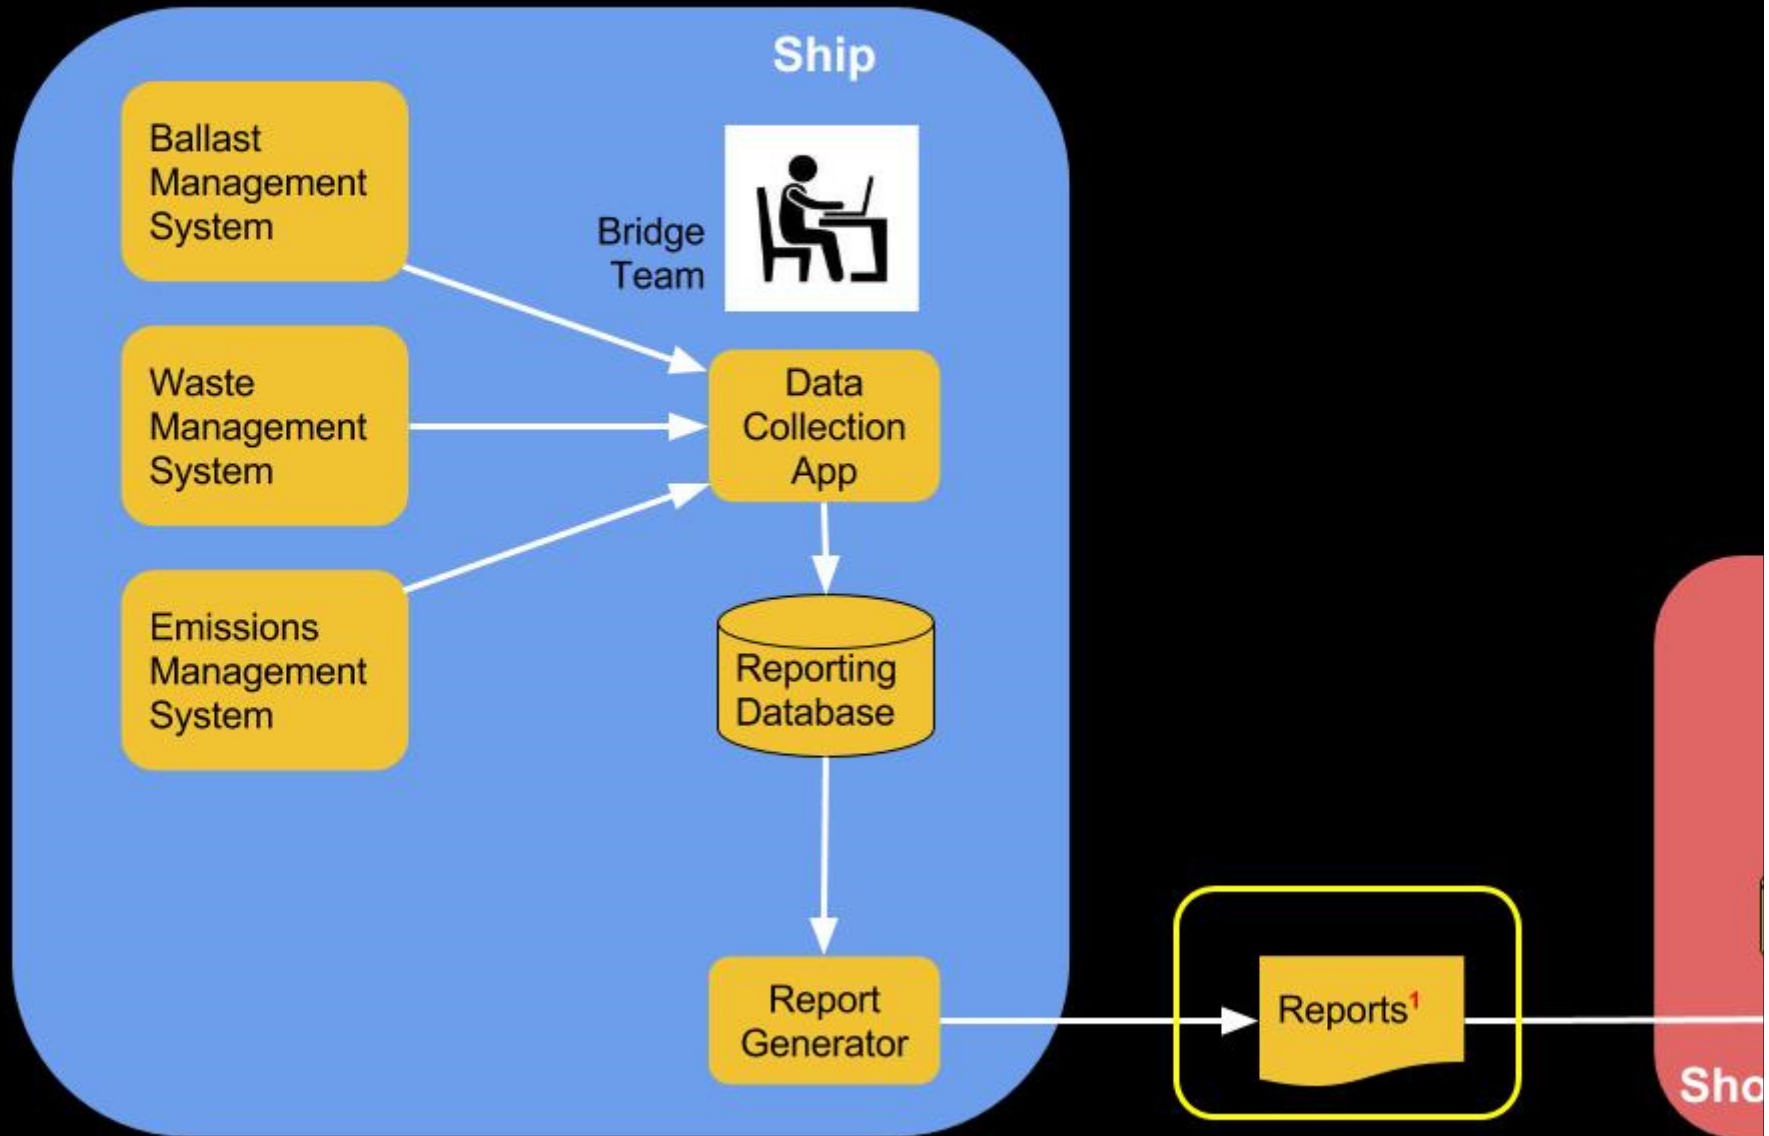 Ship
Ballast
Management
System
Bridge
Team
Waste
Management
System
Data
Collection
App
Emissions
Management
System
Reporting
Database
Report
Generator
Reports¹
Sho